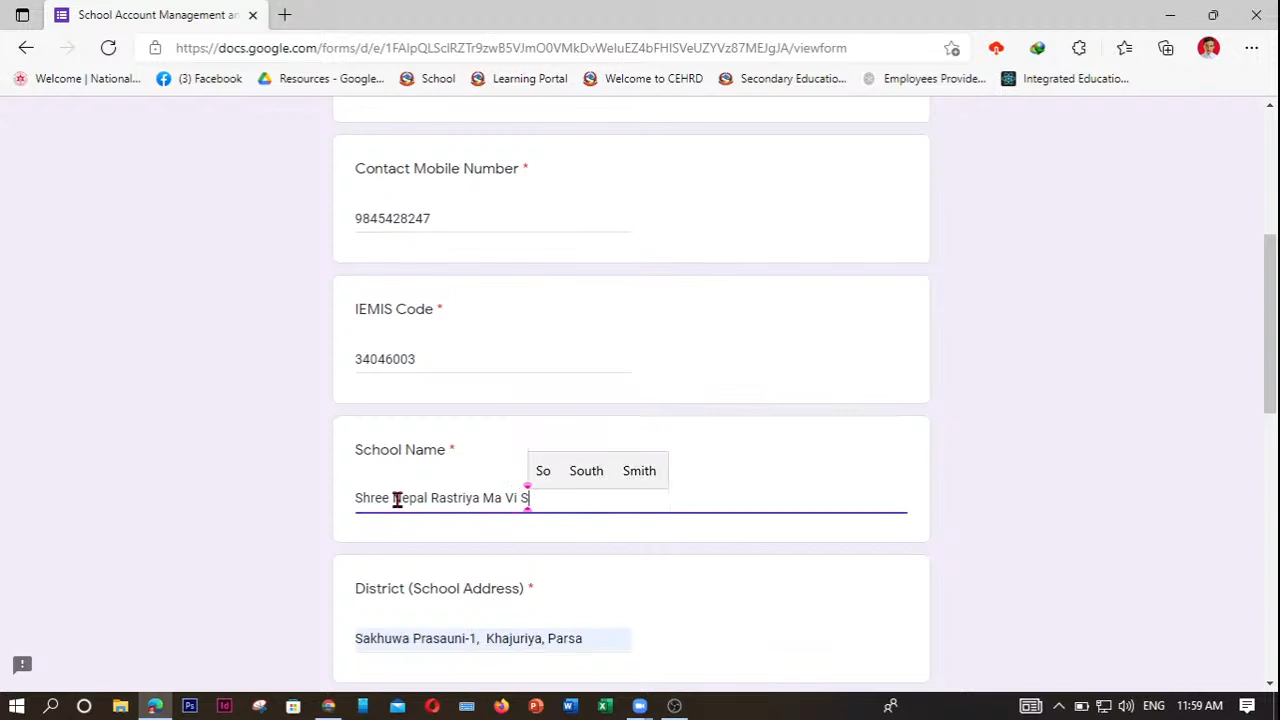 School Account Management an
https://docs.google.com/forms/d/e/1FAIpQLSclRZTr9zwBSVJmO0VMkDvWeIuEZ4bFHlSVeUZYVz87MEJgJA/viewform
Welcome | National...
(3) Facebook
Resources - Google...
School
Learning Portal
Welcome to CEHRD
Secondary Educatio...
Employees Provide...
Integrated Educatio...
Contact Mobile Number *
9845428247
IEMIS Code *
34046003
School Name *
So South Smith
Shree Nepal Rastriya Ma Vi S
District (School Address) *
Sakhuwa Prasauni-1, Khajuriya, Parsa
11:59 AM